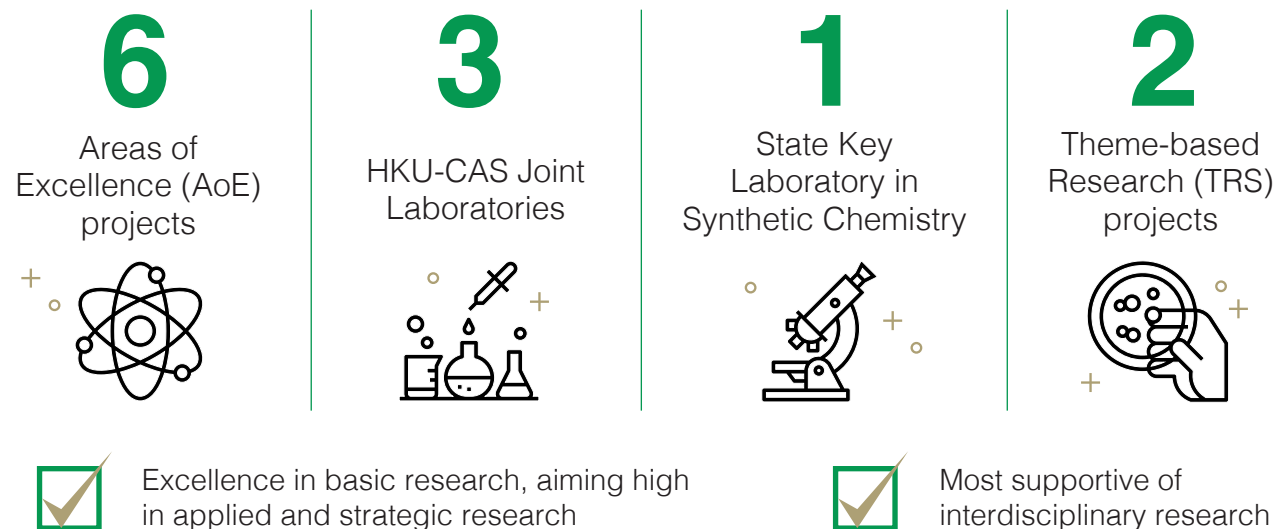 6
Areas of
Excellence (AoE)
projects
3
HKU-CAS Joint
Laboratories
1
State Key
Laboratory in
Synthetic Chemistry
2
Theme-based
Research (TRS)
projects
Excellence in basic research, aiming high
in applied and strategic research
Most supportive of
interdisciplinary research